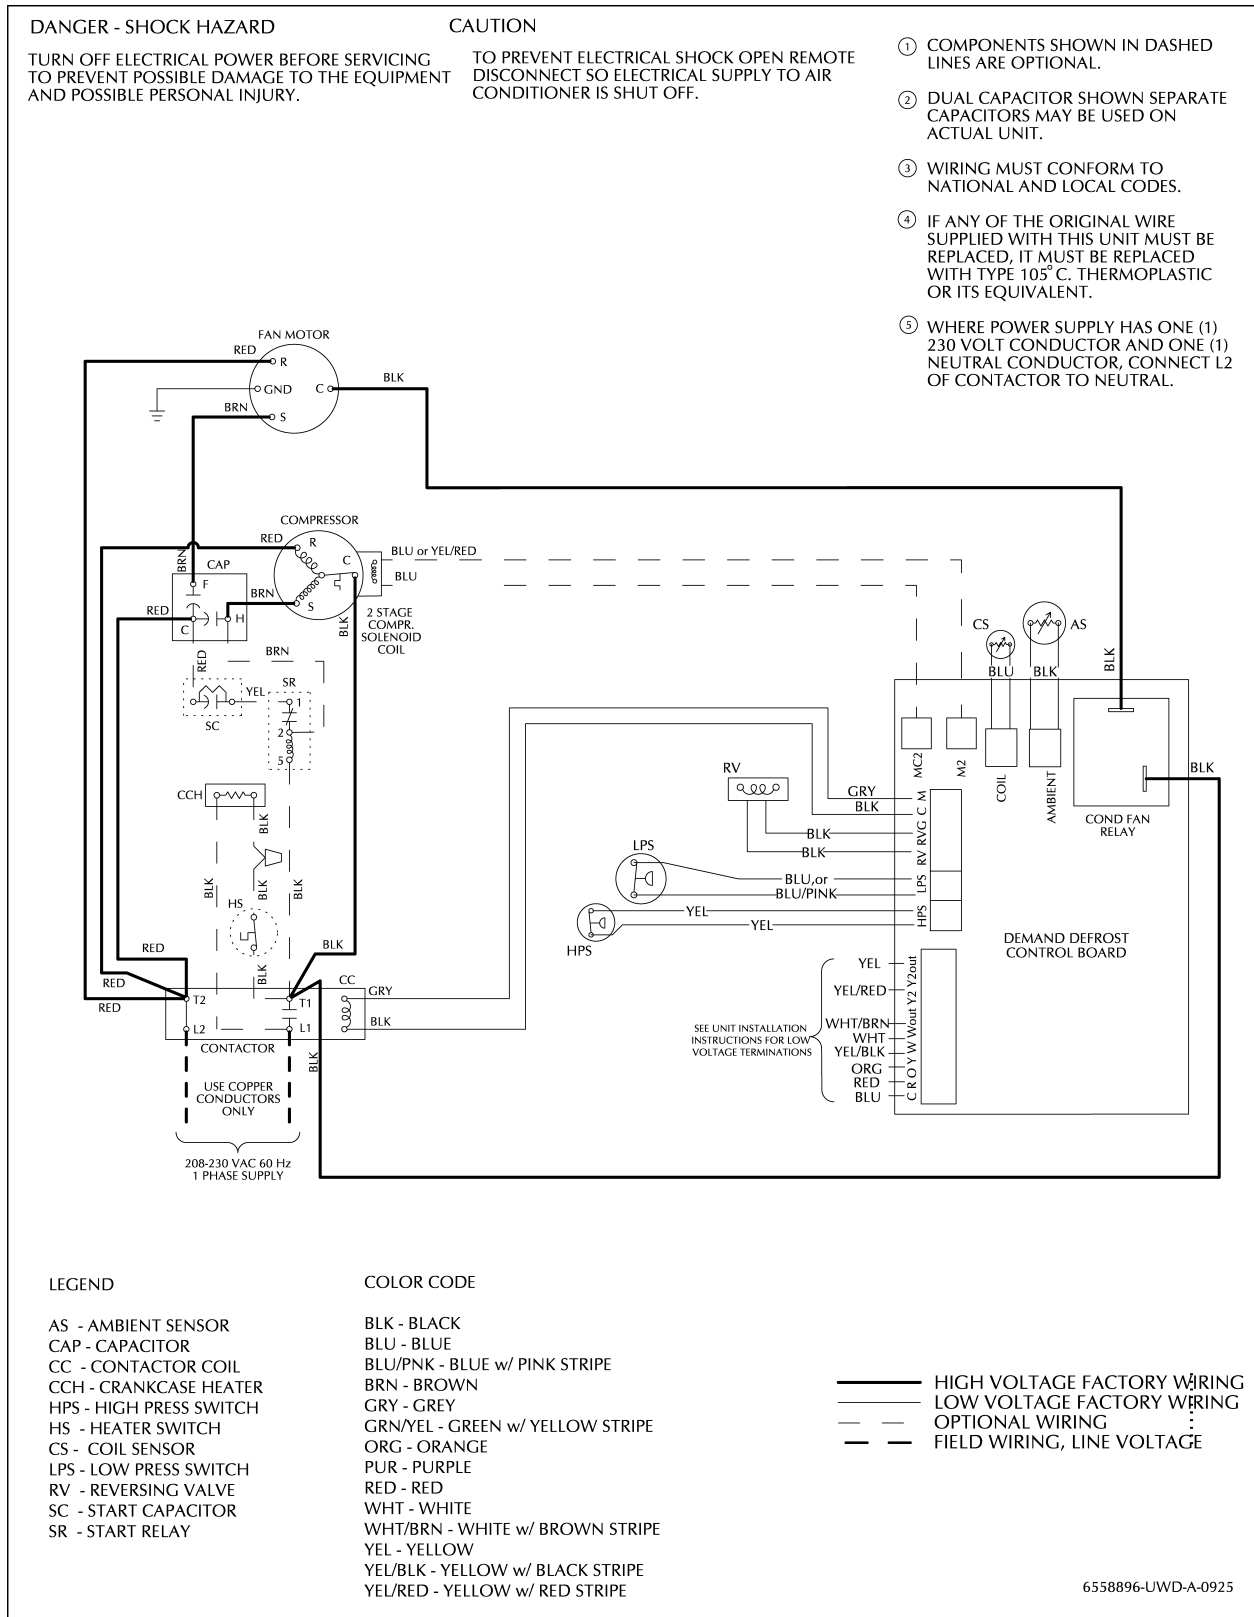 DANGER - SHOCK HAZARD
TURN OFF ELECTRICAL POWER BEFORE SERVICING
TO PREVENT POSSIBLE DAMAGE TO THE EQUIPMENT
AND POSSIBLE PERSONAL INJURY.
CAUTION
TO PREVENT ELECTRICAL SHOCK OPEN REMOTE
DISCONNECT SO ELECTRICAL SUPPLY TO AIR
CONDITIONER IS SHUT OFF.
1 COMPONENTS SHOWN IN DASHED
LINES ARE OPTIONAL.
2 DUAL CAPACITOR SHOWN SEPARATE
CAPACITORS MAY BE USED ON
ACTUAL UNIT.
3 WIRING MUST CONFORM TO
NATIONAL AND LOCAL CODES.
4 IF ANY OF THE ORIGINAL WIRE
SUPPLIED WITH THIS UNIT MUST BE
REPLACED, IT MUST BE REPLACED
WITH TYPE 105° C. THERMOPLASTIC
OR ITS EQUIVALENT.
5 WHERE POWER SUPPLY HAS ONE (1)
230 VOLT CONDUCTOR AND ONE (1)
NEUTRAL CONDUCTOR, CONNECT L2
OF CONTACTOR TO NEUTRAL.
FAN MOTOR
RED
R
GND
C
BLK
BRN
S
COMPRESSOR
RED
R
C
S
BRN
BLK
BLU or YEL/RED
BLU
2 STAGE
COMPR.
SOLENOID
COIL
BRN
CAP
F
RED
C
H
RED
BRN
YEL
SC
SR
1
2
5
CCH
BLK
BLK
BLK
BLK
HS
BLK
BLK
RED
RED
RED
T2
T1
L2
L1
CC
GRY
BLK
CONTACTOR
BLK
USE COPPER
CONDUCTORS
ONLY
208-230 VAC 60 Hz
1 PHASE SUPPLY
CS
AS
BLU
BLK
BLK
MC2
M2
COIL
AMBIENT
COND FAN
RELAY
BLK
RV
GRY
BLK
BLK
BLK
M
C
RVG
RV
LPS
HPS
LPS
BLU,or
BLU/PINK
HPS
YEL
YEL
DEMAND DEFROST
CONTROL BOARD
SEE UNIT INSTALLATION
INSTRUCTIONS FOR LOW
VOLTAGE TERMINATIONS
YEL Y2out
YEL/RED Y2
WHT/BRN Wout
WHT W
YEL/BLK Y
ORG O
RED R
BLU C
LEGEND
AS - AMBIENT SENSOR
CAP - CAPACITOR
CC - CONTACTOR COIL
CCH - CRANKCASE HEATER
HPS - HIGH PRESS SWITCH
HS - HEATER SWITCH
CS - COIL SENSOR
LPS - LOW PRESS SWITCH
RV - REVERSING VALVE
SC - START CAPACITOR
SR - START RELAY
COLOR CODE
BLK - BLACK
BLU - BLUE
BLU/PNK - BLUE w/ PINK STRIPE
BRN - BROWN
GRY - GREY
GRN/YEL - GREEN w/ YELLOW STRIPE
ORG - ORANGE
PUR - PURPLE
RED - RED
WHT - WHITE
WHT/BRN - WHITE w/ BROWN STRIPE
YEL - YELLOW
YEL/BLK - YELLOW w/ BLACK STRIPE
YEL/RED - YELLOW w/ RED STRIPE
HIGH VOLTAGE FACTORY WIRING
LOW VOLTAGE FACTORY WIRING
OPTIONAL WIRING
FIELD WIRING, LINE VOLTAGE
6558896-UWD-A-0925